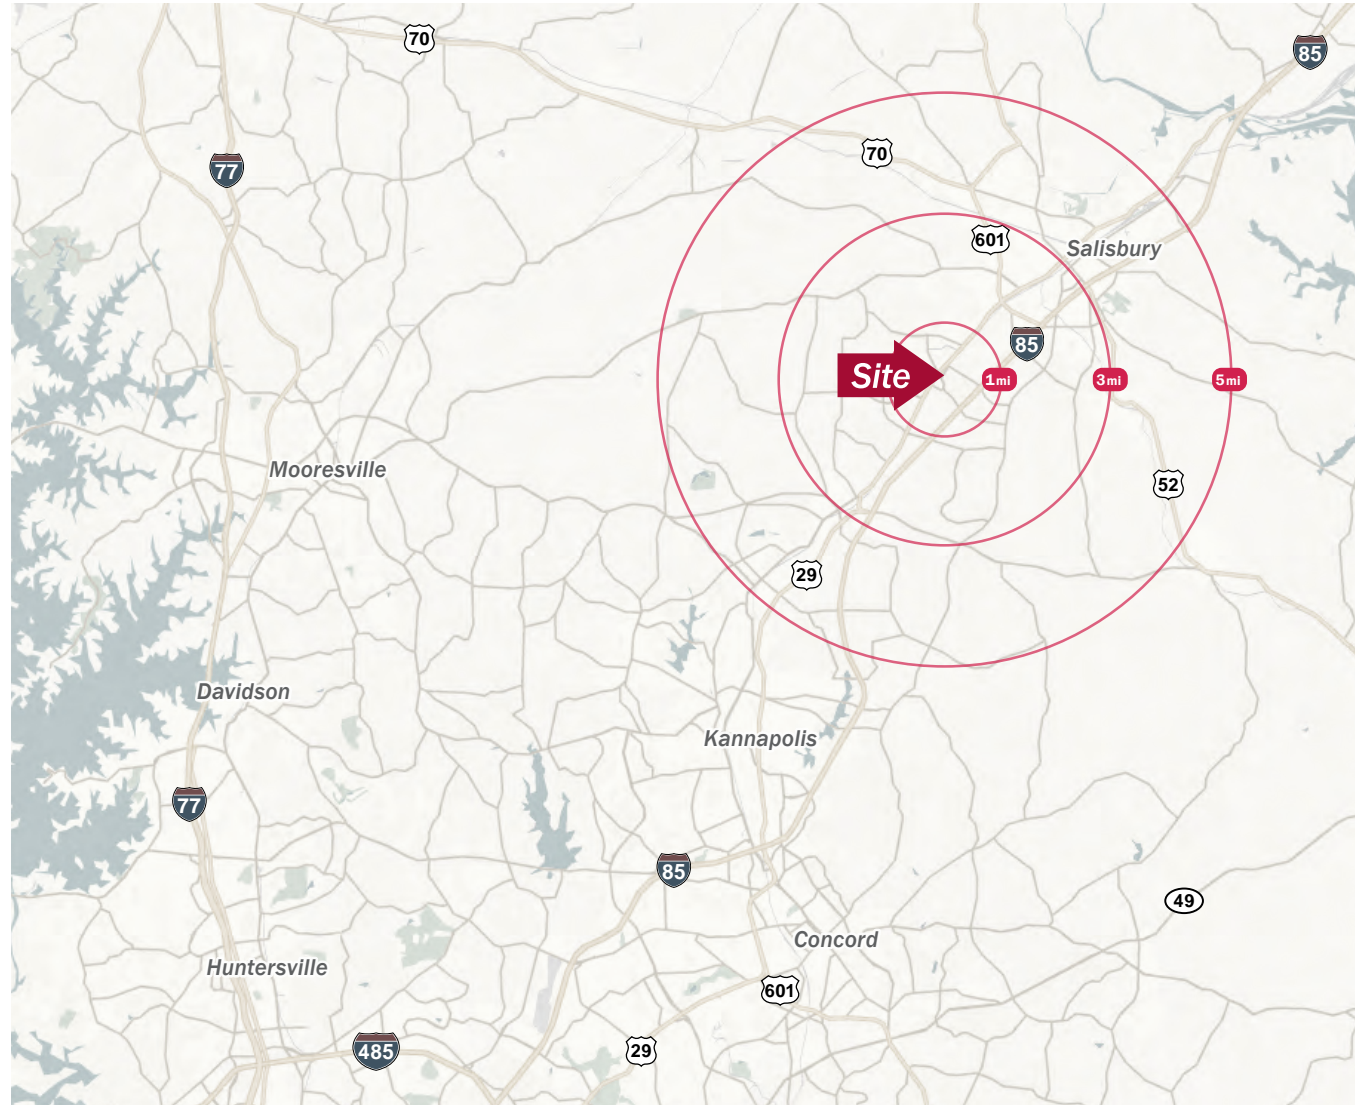 70
85
77
70
601
Salisbury
85
Site
1mi
3mi
5mi
Mooresville
52
29
Davidson
Kannapolis
77
85
49
Concord
Huntersville
601
485
29